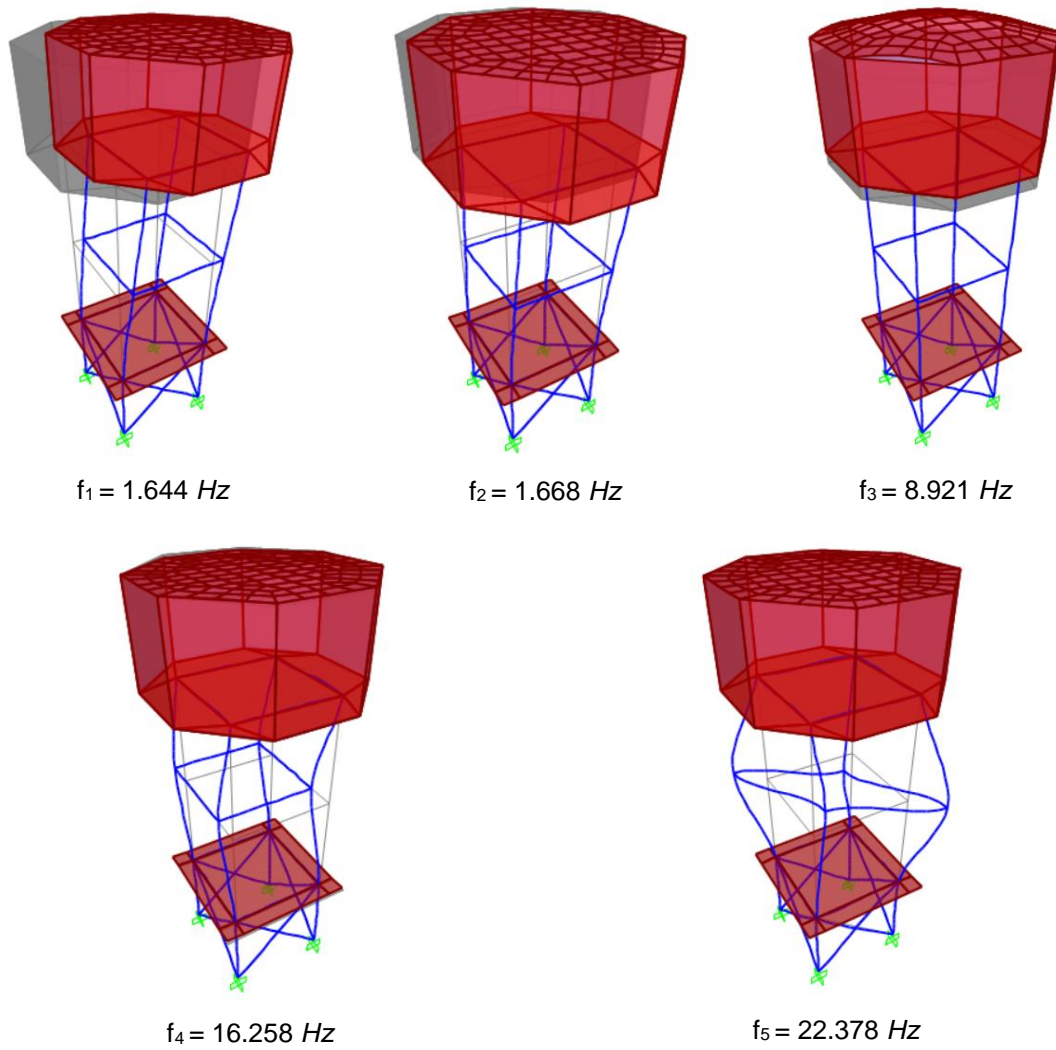 f₁ = 1.644 Hz
f₂ = 1.668 Hz
f₃ = 8.921 Hz
f₄ = 16.258 Hz
f₅ = 22.378 Hz